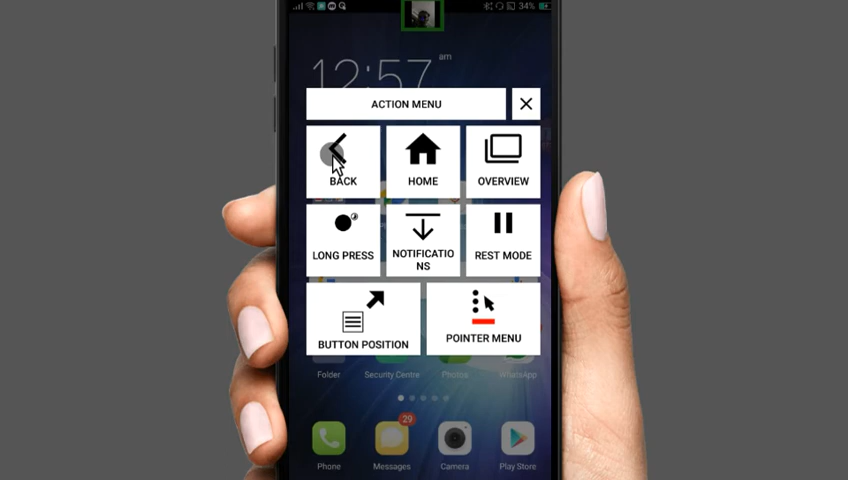 34%
12:57
am
ACTION MENU
BACK
HOME
OVERVIEW
LONG PRESS
NOTIFICATIO
NS
REST MODE
BUTTON POSITION
POINTER MENU
Folder
Security Centre
Photos
WhatsApp
29
Phone
Messages
Camera
Play Store